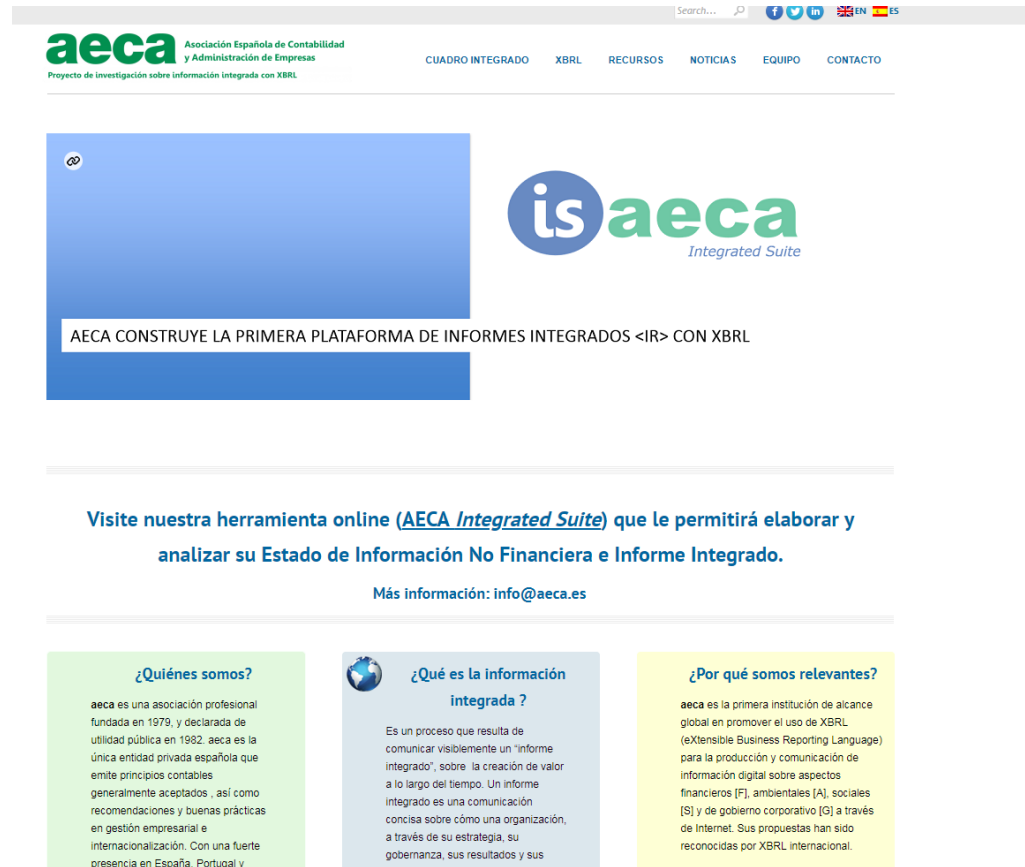 Search...
EN
ES
aeca
Asociación Española de Contabilidad
y Administración de Empresas
Proyecto de investigación sobre información integrada con XBRL
CUADRO INTEGRADO XBRL RECURSOS NOTICIAS EQUIPO CONTACTO
is aeca
Integrated Suite
AECA CONSTRUYE LA PRIMERA PLATAFORMA DE INFORMES INTEGRADOS <IR> CON XBRL
Visite nuestra herramienta online (AECA Integrated Suite) que le permitirá elaborar y
analizar su Estado de Información No Financiera e Informe Integrado.
Más información: info@aeca.es
¿Quiénes somos?
aeca es una asociación profesional
fundada en 1979, y declarada de
utilidad pública en 1982. aeca es la
única entidad privada española que
emite principios contables
generalmente aceptados , así como
recomendaciones y buenas prácticas
en gestión empresarial e
internacionalización. Con una fuerte
presencia en España, Portugal y
¿Qué es la información
integrada ?
Es un proceso que resulta de
comunicar visiblemente un “informe
integrado”, sobre la creación de valor
a lo largo del tiempo. Un informe
integrado es una comunicación
concisa sobre cómo una organización,
a través de su estrategia, su
gobernanza, sus resultados y sus
¿Por qué somos relevantes?
aeca es la primera institución de alcance
global en promover el uso de XBRL
(eXtensible Business Reporting Language)
para la producción y comunicación de
información digital sobre aspectos
financieros [F], ambientales [A], sociales
[S] y de gobierno corporativo [G] a través
de Internet. Sus propuestas han sido
reconocidas por XBRL internacional.